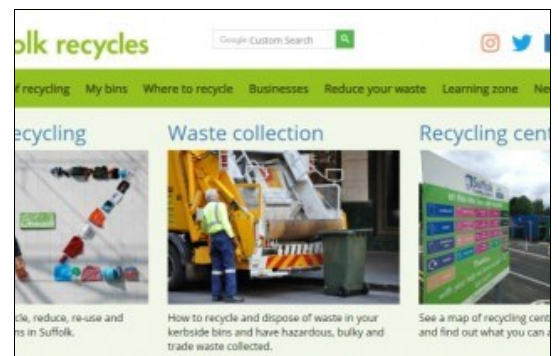 olk recycles
Google Custom Search
f recycling My bins Where to recycle Businesses Reduce your waste Learning zone Ne
ecycling
Waste collection
Recycling cent
Suffolk
cle, reduce, re-use and
ns in Suffolk.
How to recycle and dispose of waste in your
kerbside bins and have hazardous, bulky and
trade waste collected.
See a map of recycling cent
and find out what you can a